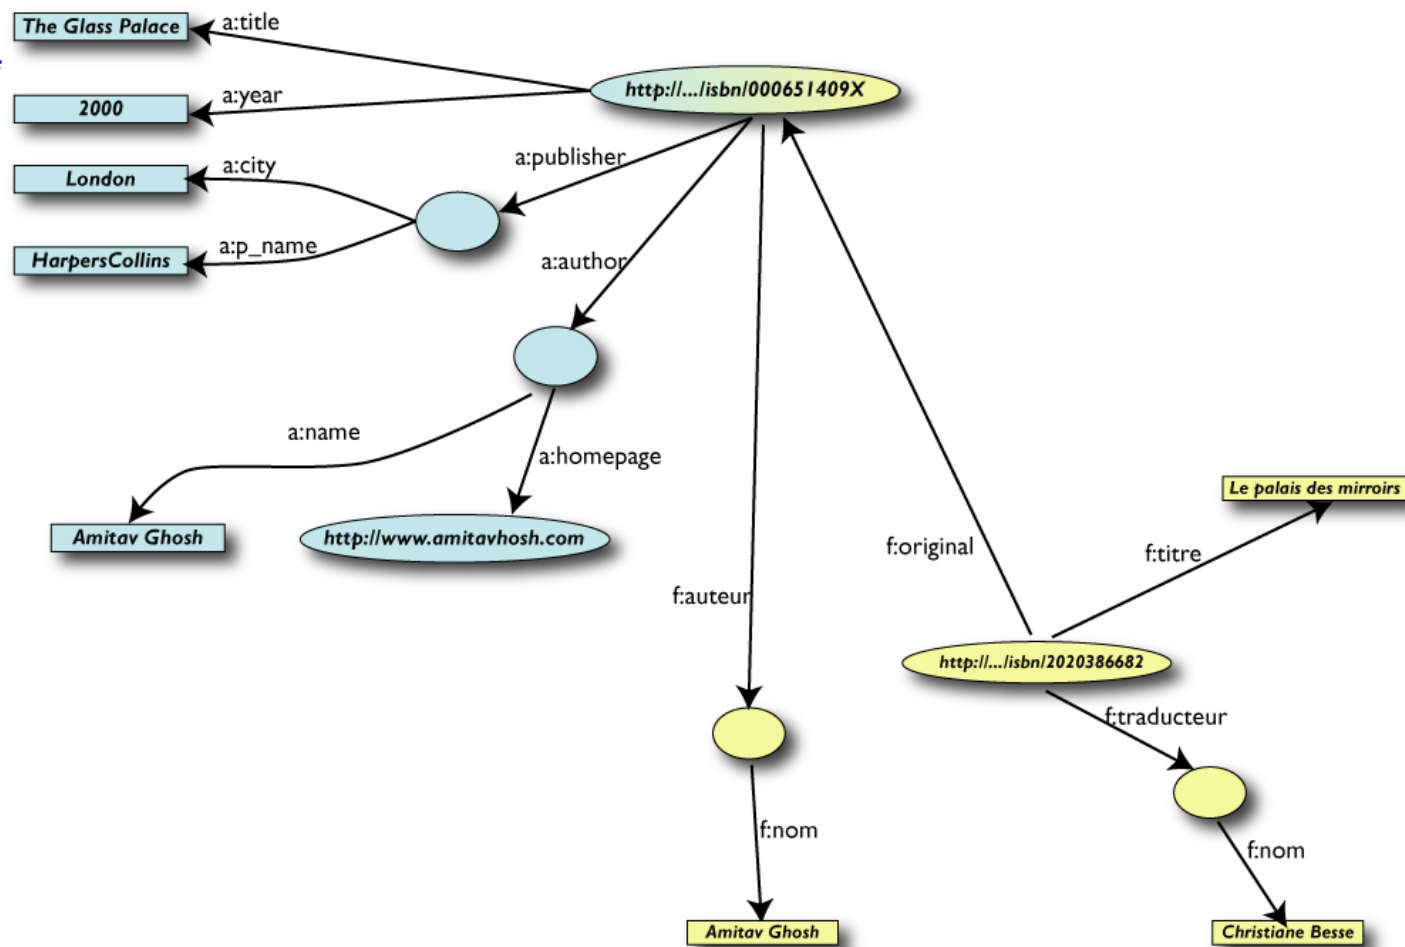 The Glass Palace
a:title
http://.../isbn/000651409X
2000
a:year
a:publisher
London
a:city
HarpersCollins
a:p_name
a:author
a:name
a:homepage
Amitav Ghosh
http://www.amitavhosh.com
Le palais des mirroirs
f:original
f:titre
f:auteur
http://.../isbn/2020386682
f:traducteur
f:nom
f:nom
Amitav Ghosh
Christiane Besse